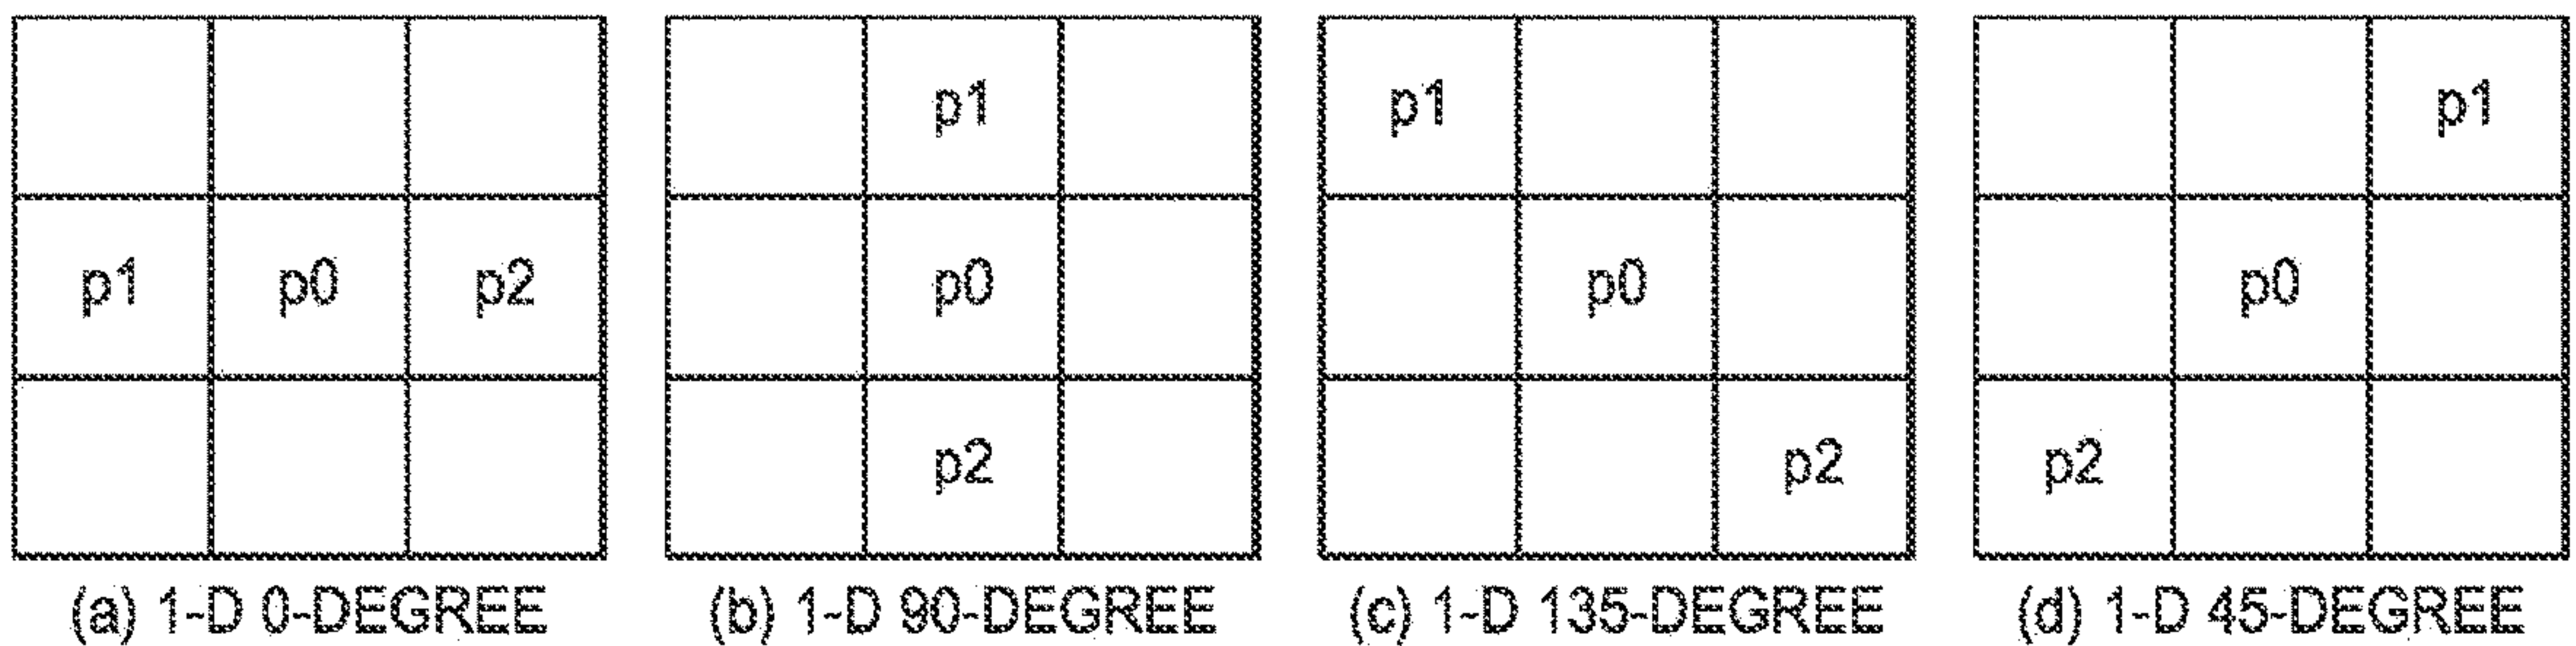 p1
p0
p2
(a) 1-D 0-DEGREE
p1
p0
p2
(b) 1-D 90-DEGREE
p1
p0
p2
(c) 1-D 135-DEGREE
p1
p0
p2
(d) 1-D 45-DEGREE